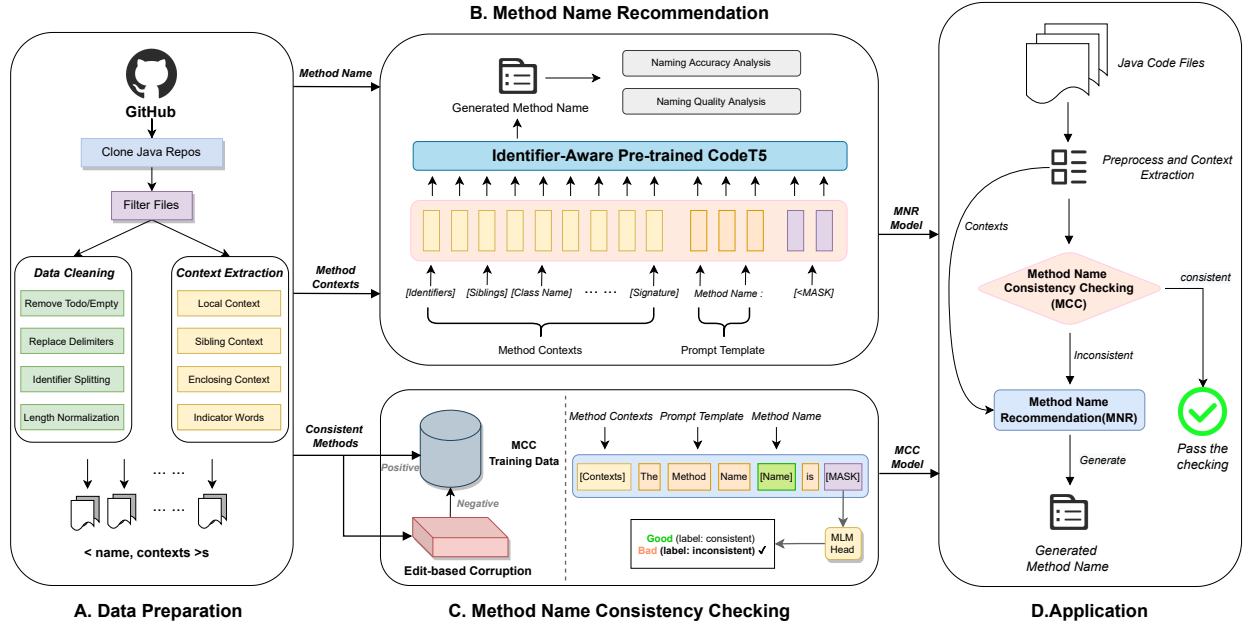 B. Method Name Recommendation
GitHub
Clone Java Repos
Filter Files
Data Cleaning
Remove Todo/Empty
Replace Delimiters
Identifier Splitting
Length Normalization
Context Extraction
Local Context
Sibling Context
Enclosing Context
Indicator Words
... ...
... ...
< name, contexts >s
A. Data Preparation
Method Name
Method
Contexts
Consistent
Methods
Generated Method Name
Naming Accuracy Analysis
Naming Quality Analysis
Identifier-Aware Pre-trained CodeT5
[Identifiers]
[Siblings]
[Class Name]
... ...
[Signature]
Method Name :
[<MASK]
Method Contexts
Prompt Template
Positive
Negative
MCC
Training Data
Edit-based Corruption
Method Contexts
Prompt Template
Method Name
[Contexts]
The
Method
Name
[Name]
is
[MASK]
MLM
Head
Good (label: consistent)
Bad (label: inconsistent) ✓
C. Method Name Consistency Checking
MNR
Model
MCC
Model
Java Code Files
Preprocess and Context
Extraction
Contexts
Method Name
Consistency Checking
(MCC)
consistent
Inconsistent
Method Name
Recommendation(MNR)
Pass the
checking
Generate
Generated
Method Name
D.Application